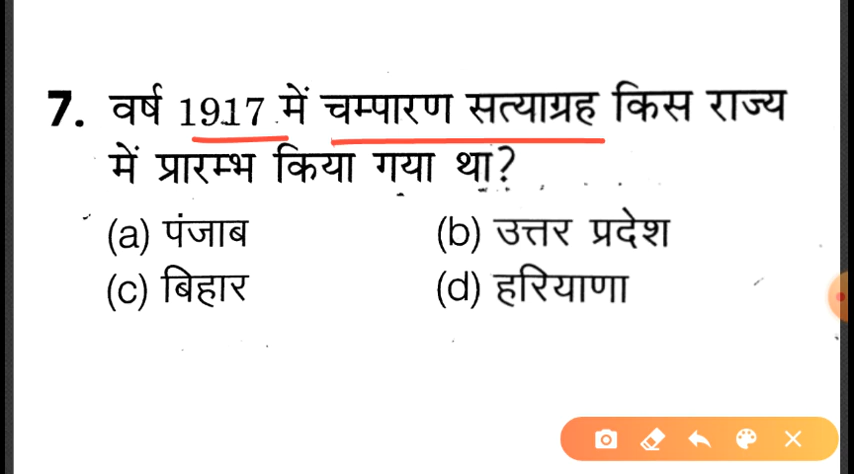 7. वर्ष 1917 में चम्पारण सत्याग्रह किस राज्य
में प्रारम्भ किया गया था?
(a) पंजाब (b) उत्तर प्रदेश
(c) बिहार (d) हरियाणा